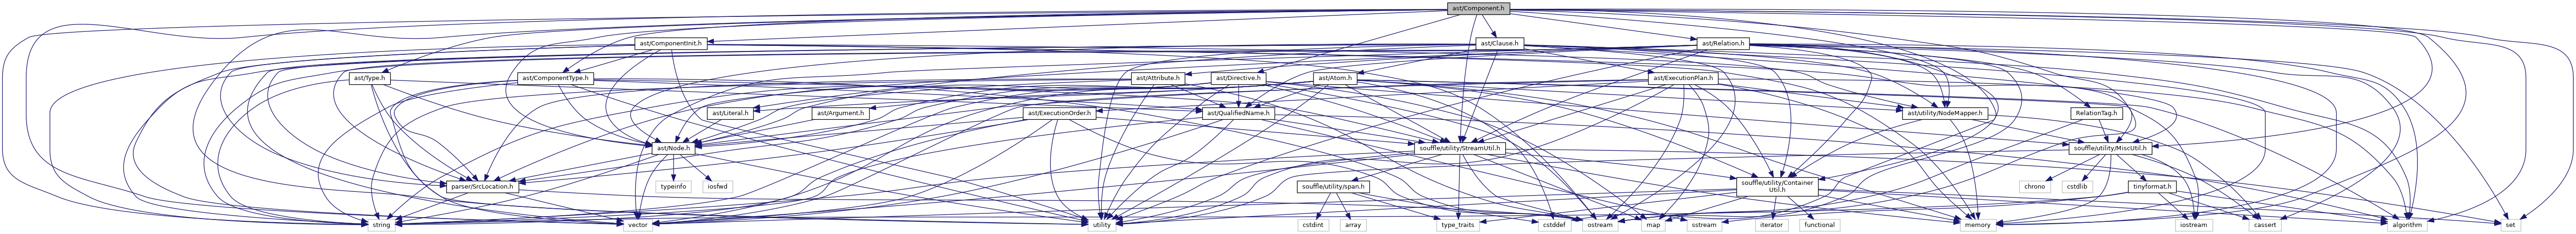 ast/Component.h
ast/ComponentInit.h
ast/Clause.h
ast/Relation.h
ast/Type.h
ast/ComponentType.h
ast/Attribute.h
ast/Directive.h
ast/Atom.h
ast/ExecutionPlan.h
ast/Literal.h
ast/Argument.h
ast/ExecutionOrder.h
ast/QualifiedName.h
ast/utility/NodeMapper.h
RelationTag.h
ast/Node.h
souffle/utility/StreamUtil.h
souffle/utility/MiscUtil.h
parser/SrcLocation.h
typeinfo
iosfwd
souffle/utility/span.h
souffle/utility/Container
Util.h
chrono
cstdlib
tinyformat.h
string
vector
utility
cstdint
array
type_traits
cstddef
ostream
map
sstream
iterator
functional
memory
iostream
cassert
algorithm
set